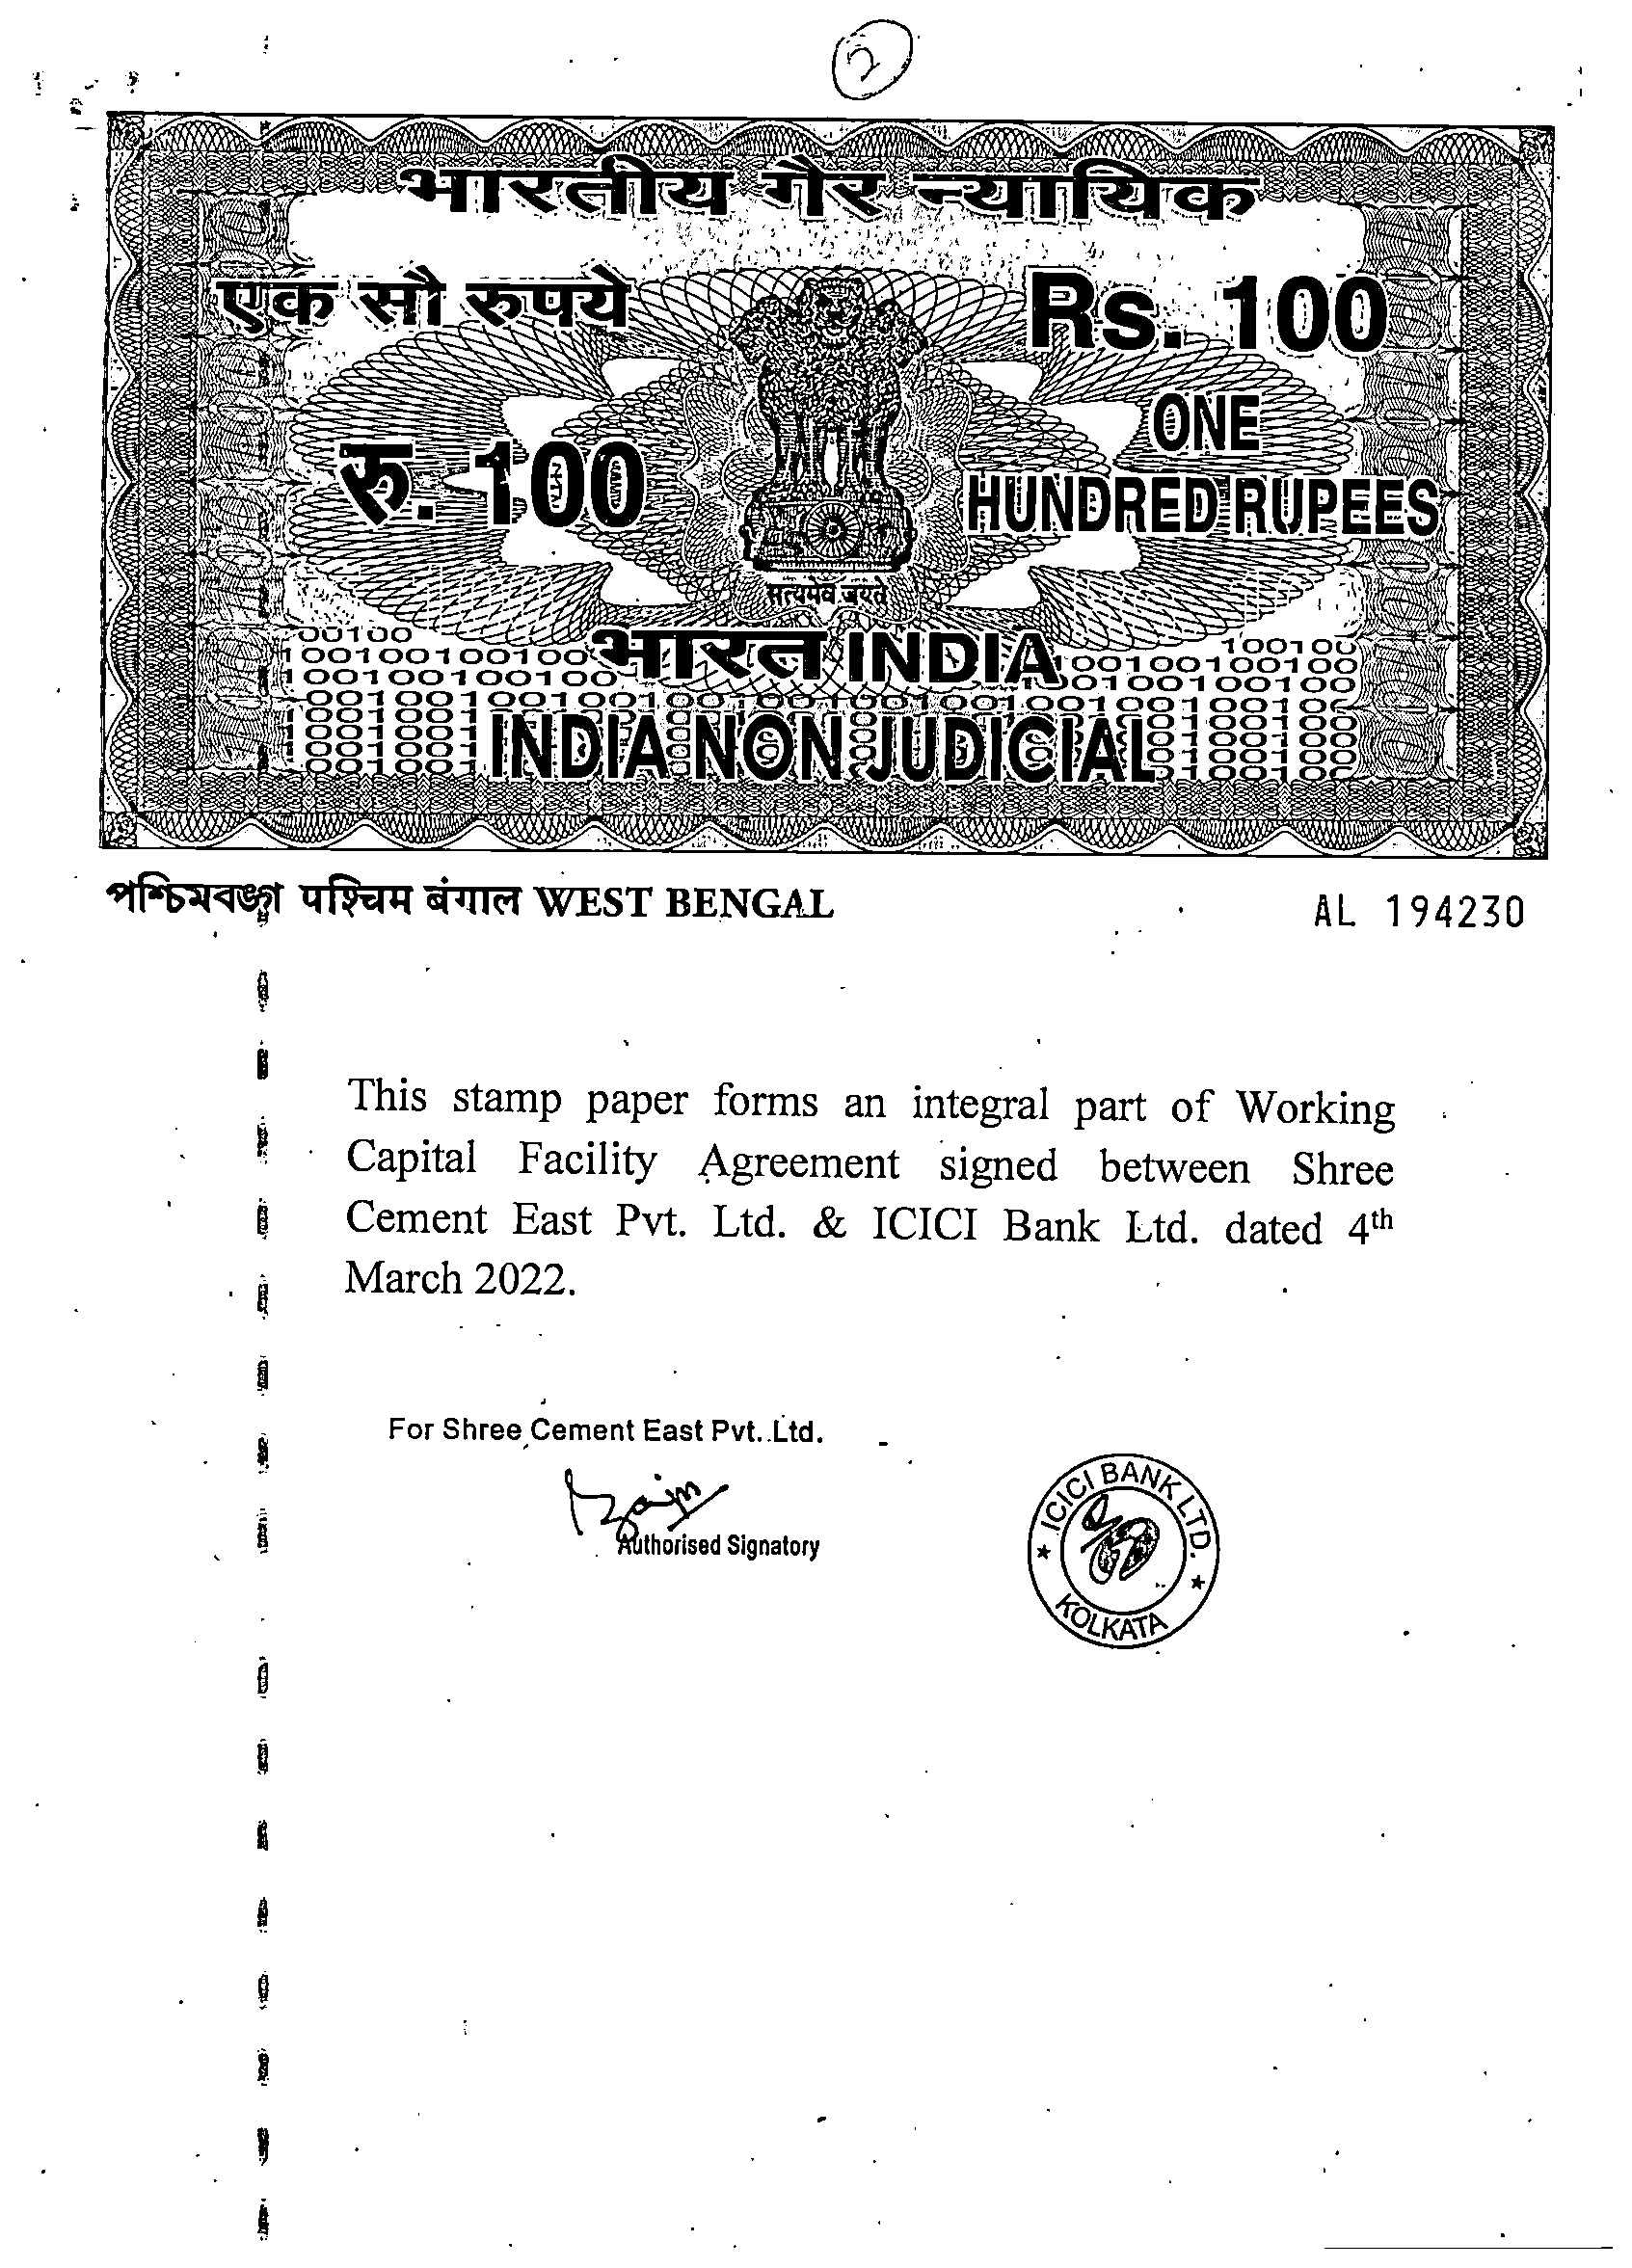 2
भारतीय गैर न्यायिक
एक सौ रुपये
Rs. 100
रु. 100
ONE
HUNDRED RUPEES
सत्यमेव जयते
भारत INDIA
INDIA NON JUDICIAL
পশ্চিমবঙ্গ पश्चिम बंगाल WEST BENGAL
AL 194230
This stamp paper forms an integral part of Working
Capital Facility Agreement signed between Shree
Cement East Pvt. Ltd. & ICICI Bank Ltd. dated 4th
March 2022.
For Shree Cement East Pvt. Ltd.
Authorised Signatory
ICICI BANK LTD.
KOLKATA